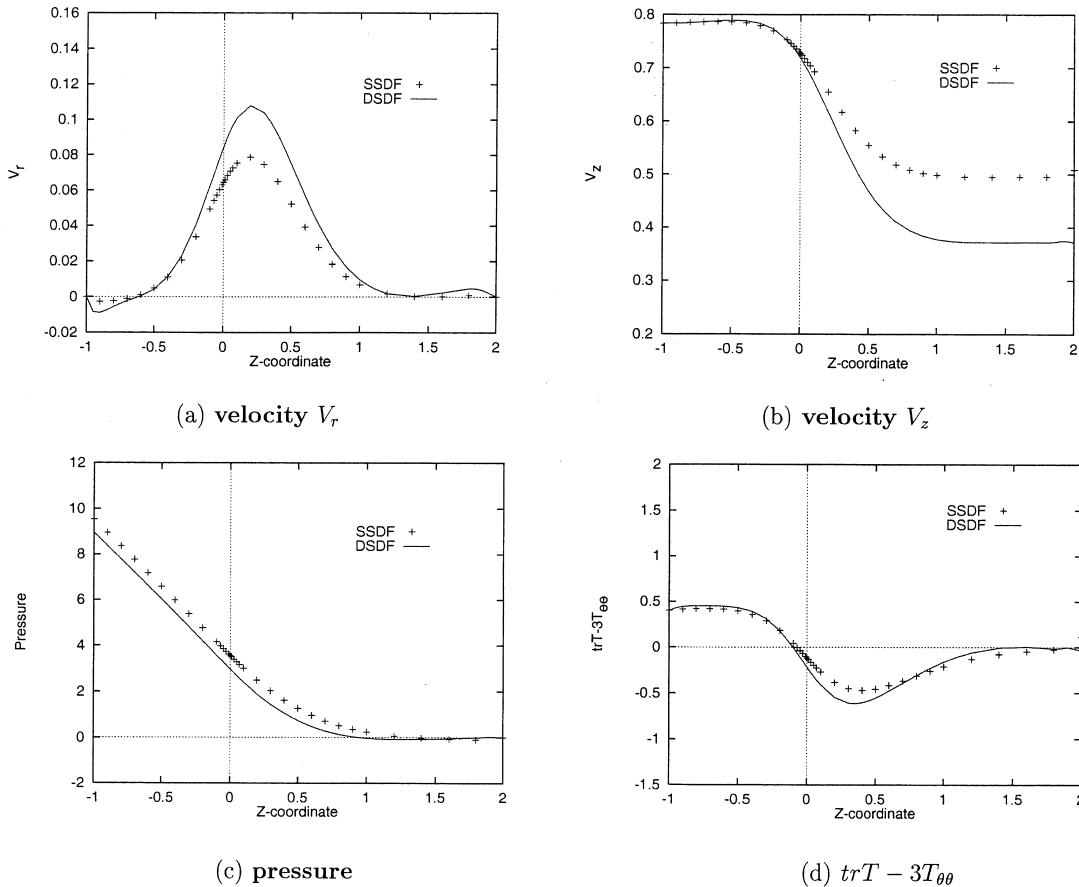 0.16
0.14
0.12
0.1
0.08
0.06
0.04
0.02
0
-0.02
V_r
SSDF +
DSDF
-1 -0.5 0 0.5 1 1.5 2
Z-coordinate
(a) velocity V_r
0.8
0.7
0.6
0.5
0.4
0.3
0.2
V_z
SSDF +
DSDF
-1 -0.5 0 0.5 1 1.5 2
Z-coordinate
(b) velocity V_z
12
10
8
6
4
2
0
-2
Pressure
SSDF +
DSDF
-1 -0.5 0 0.5 1 1.5 2
Z-coordinate
(c) pressure
2
1.5
1
0.5
0
-0.5
-1
-1.5
trT-3T_θθ
SSDF +
DSDF
-1 -0.5 0 0.5 1 1.5 2
Z-coordinate
(d) trT − 3T_θθ